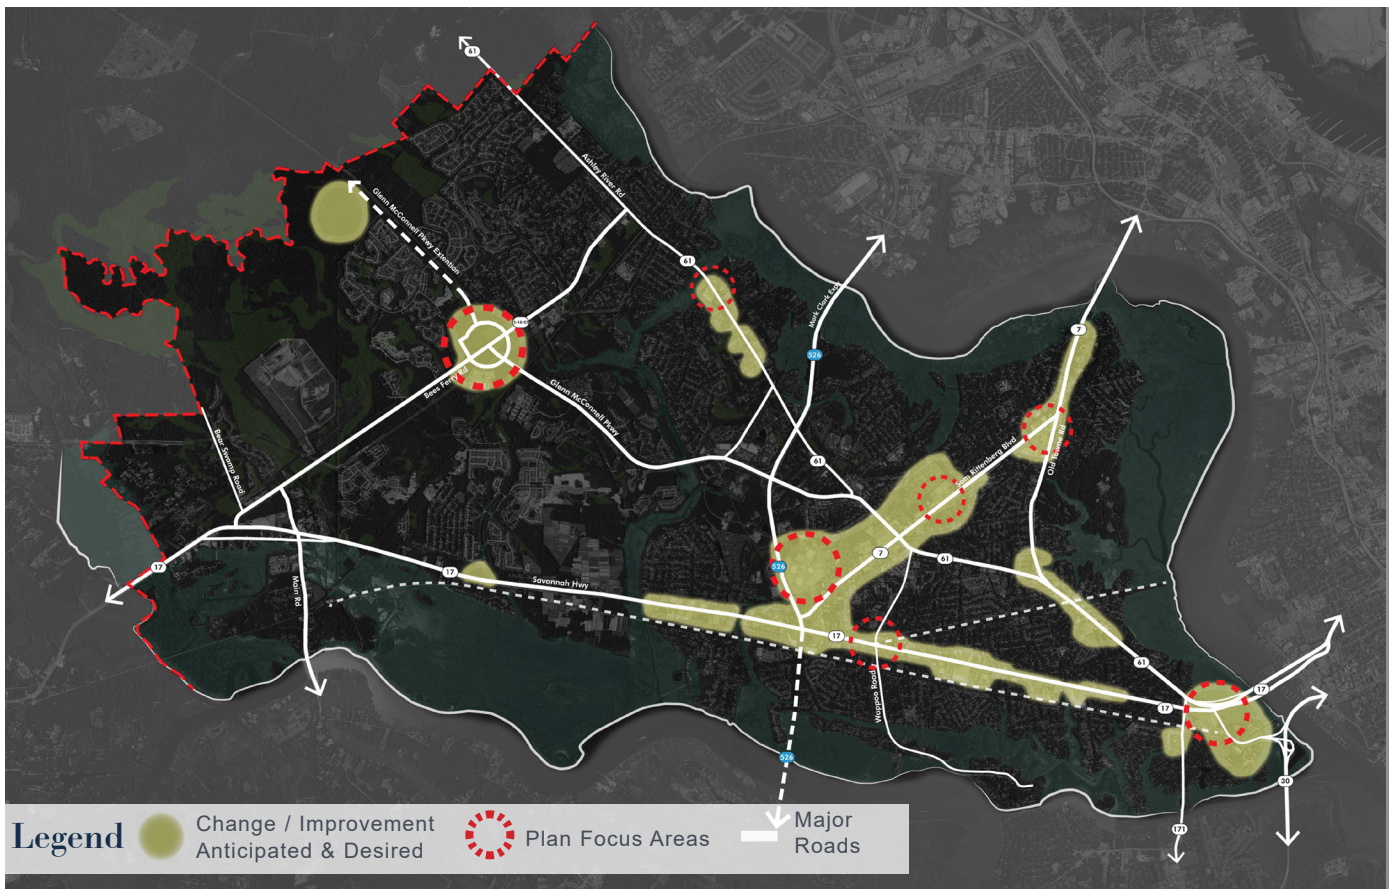 61
Ashley River Rd
Glenn McConnell Pkwy Extention
61
Mark Clark Expy
7
526
Bees Ferry Rd
Glenn McConnell Pkwy
Bear Swamp Road
Sam Rittenberg Blvd
Old Towne Rd
61
7
61
17
526
17
Savannah Hwy
Main Rd
17
Wappoo Road
61
17
17
526
30
171
Legend
Change / Improvement
Anticipated & Desired
Plan Focus Areas
Major
Roads